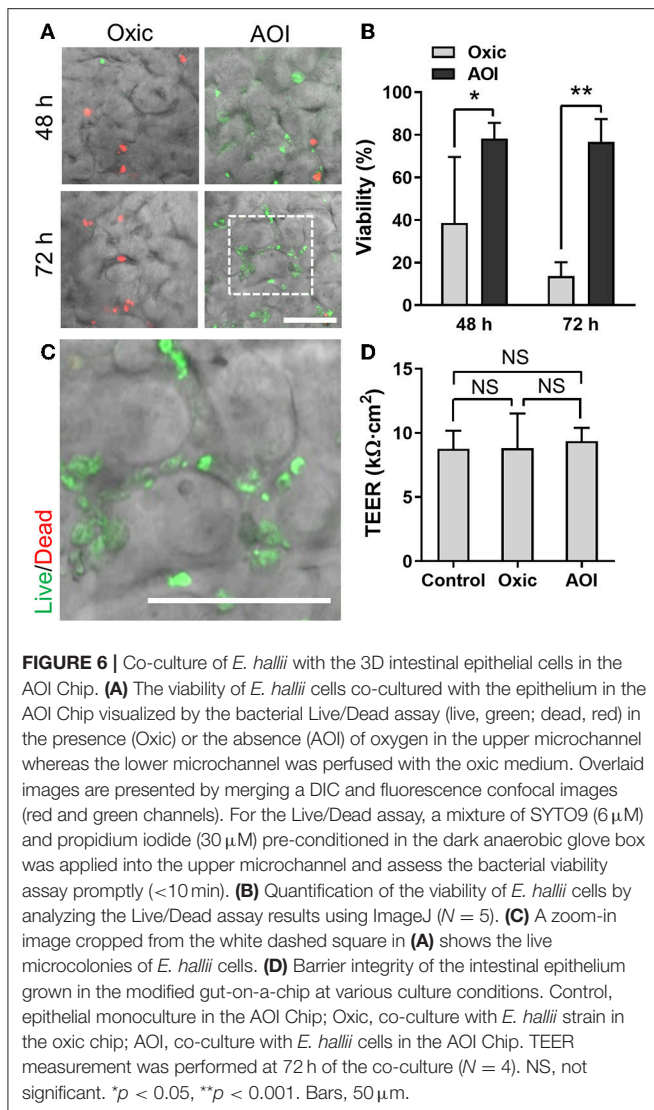 A
Oxic
AOI
48 h
72 h
B
Oxic
AOI
Viability (%)
100
80
60
40
20
0
*
**
48 h
72 h
C
Live/Dead
D
TEER (kΩ·cm²)
15
10
5
0
NS
NS
NS
Control
Oxic
AOI
FIGURE 6 | Co-culture of E. hallii with the 3D intestinal epithelial cells in the
AOI Chip. (A) The viability of E. hallii cells co-cultured with the epithelium in the
AOI Chip visualized by the bacterial Live/Dead assay (live, green; dead, red) in
the presence (Oxic) or the absence (AOI) of oxygen in the upper microchannel
whereas the lower microchannel was perfused with the oxic medium. Overlaid
images are presented by merging a DIC and fluorescence confocal images
(red and green channels). For the Live/Dead assay, a mixture of SYTO9 (6 μM)
and propidium iodide (30 μM) pre-conditioned in the dark anaerobic glove box
was applied into the upper microchannel and assess the bacterial viability
assay promptly (<10 min). (B) Quantification of the viability of E. hallii cells by
analyzing the Live/Dead assay results using ImageJ (N = 5). (C) A zoom-in
image cropped from the white dashed square in (A) shows the live
microcolonies of E. hallii cells. (D) Barrier integrity of the intestinal epithelium
grown in the modified gut-on-a-chip at various culture conditions. Control,
epithelial monoculture in the AOI Chip; Oxic, co-culture with E. hallii strain in
the oxic chip; AOI, co-culture with E. hallii cells in the AOI Chip. TEER
measurement was performed at 72 h of the co-culture (N = 4). NS, not
significant. *p < 0.05, **p < 0.001. Bars, 50 μm.